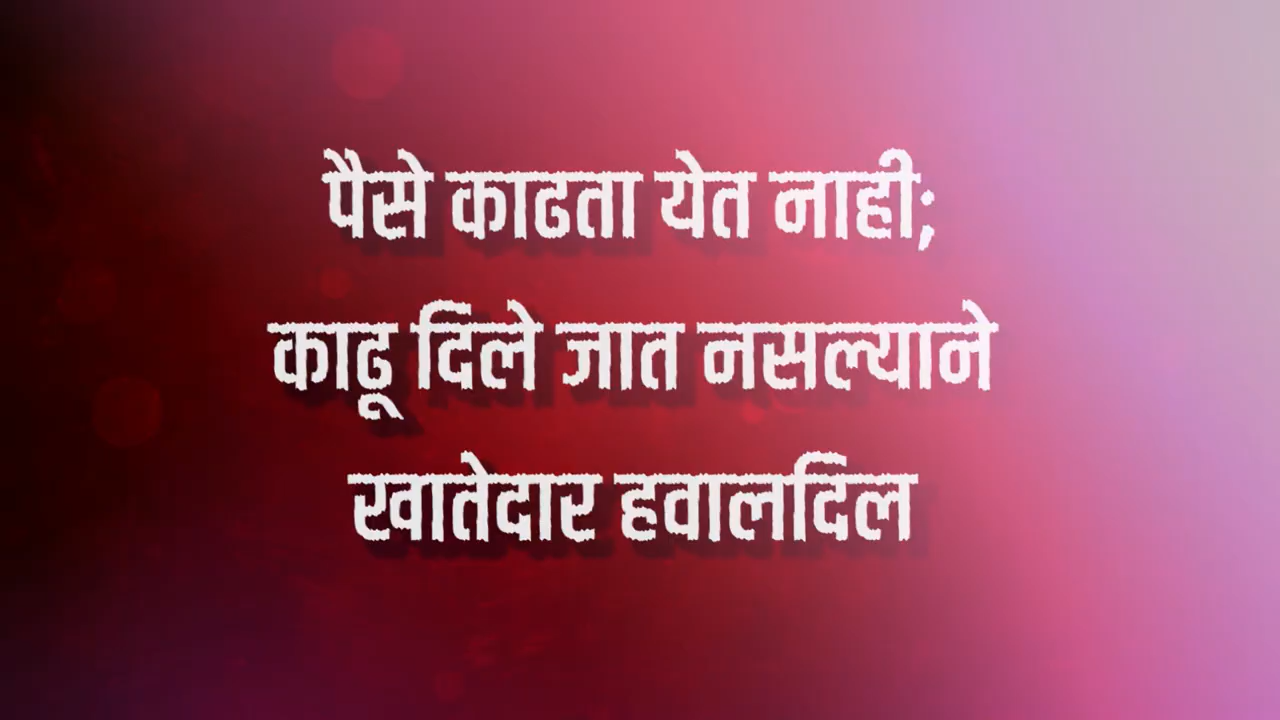 पैसे काढता येत नाही;
काढू दिले जात नसल्याने
खातेदार हवालदिल